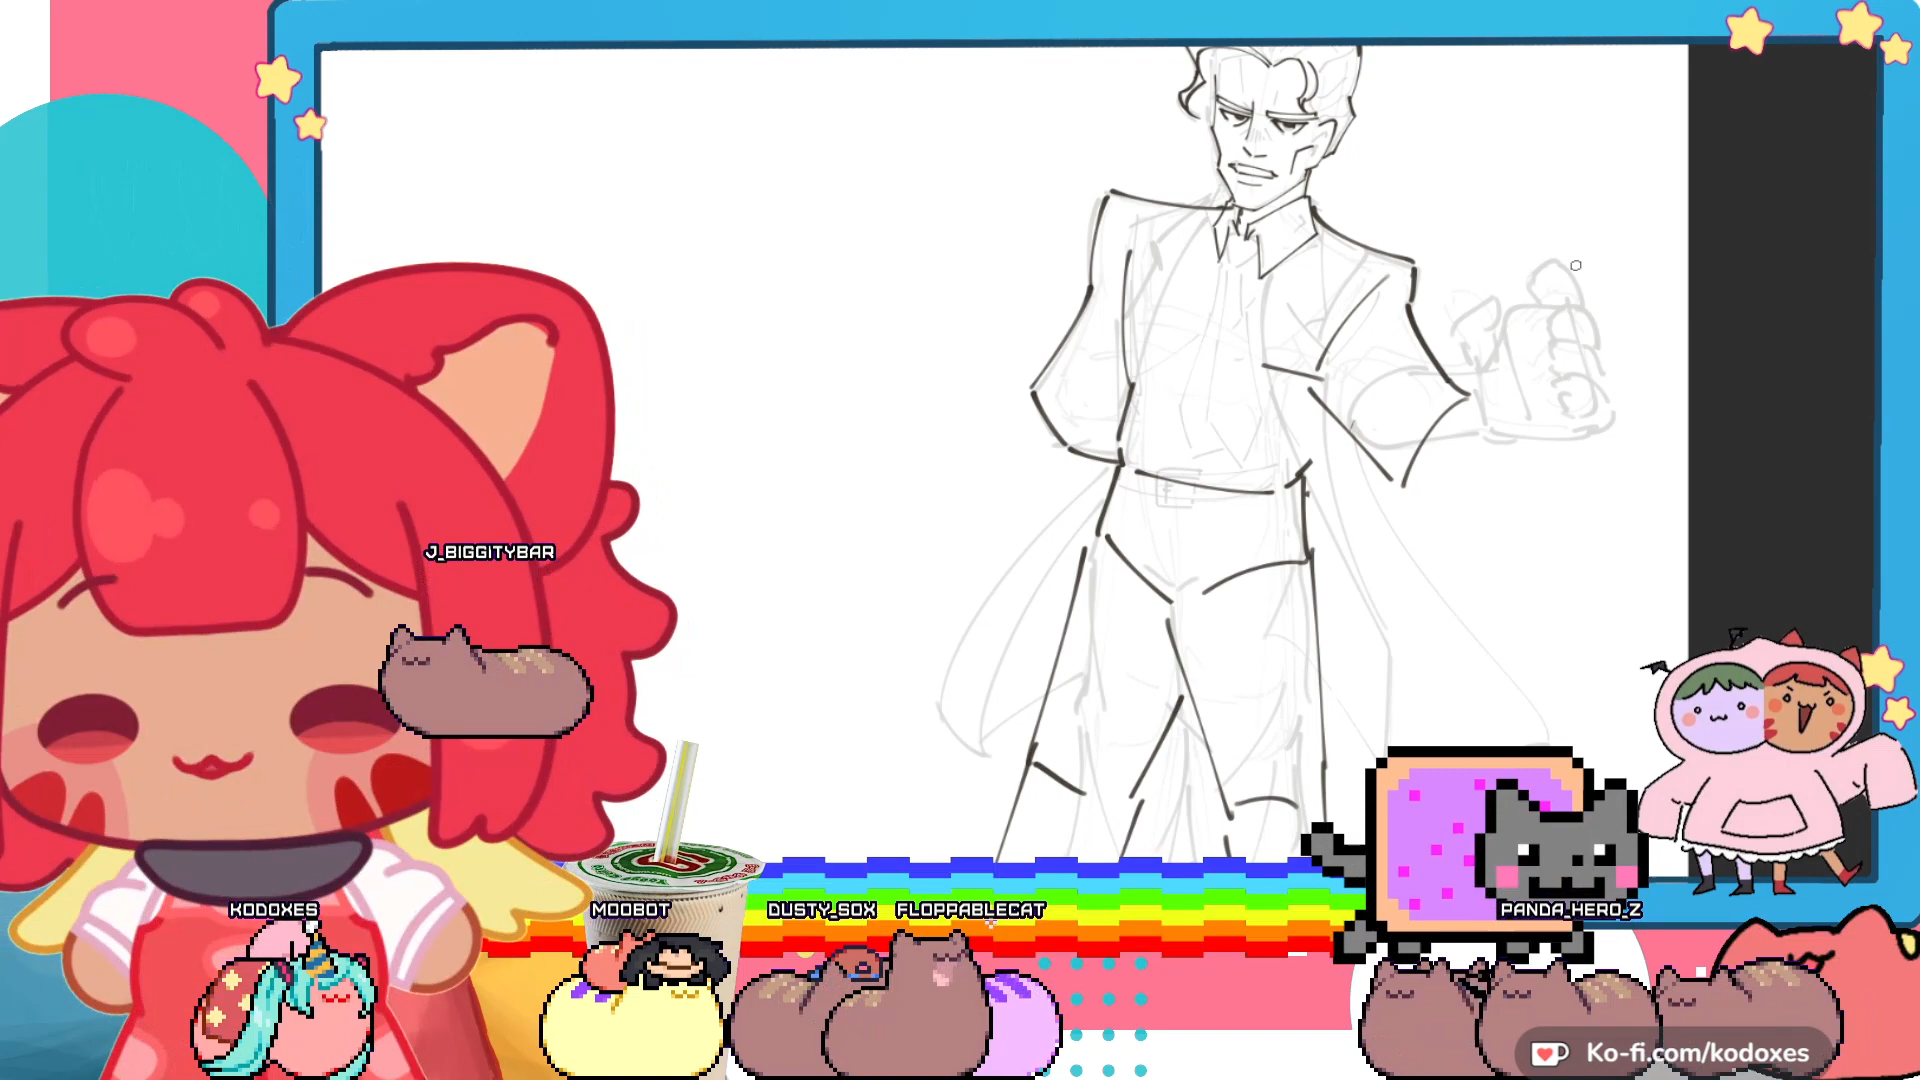 J_BIGGITYBAR
KODOXES
MOOBOT
DUSTY_SOX
FLOPPABLECAT
PANDA_HERO_Z
Ko-fi.com/kodoxes